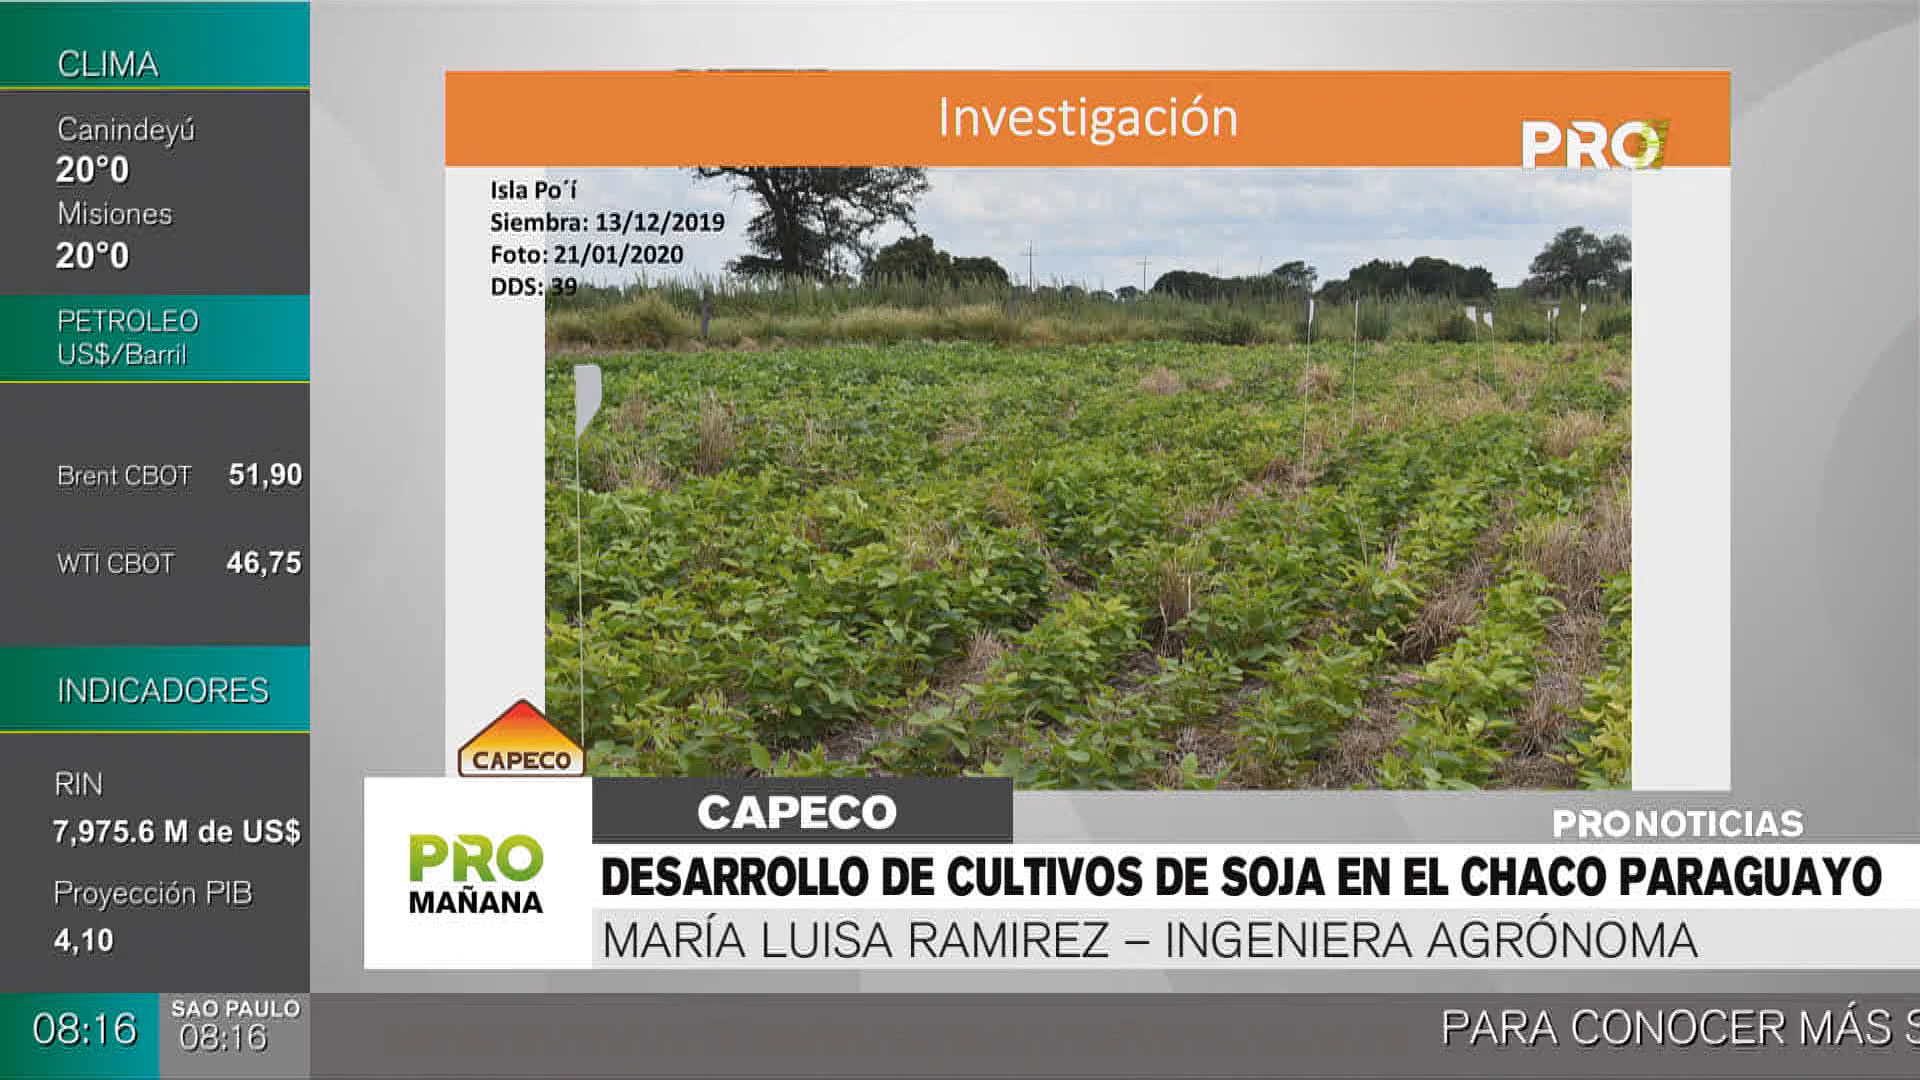 CLIMA
Canindeyú
20°0
Misiones
20°0
PETROLEO
US$/Barril
Brent CBOT 51,90
WTI CBOT 46,75
INDICADORES
RIN
7,975.6 M de US$
Proyección PIB
4,10
08:16
SAO PAULO
08:16
Investigación
PRO
Isla Po´í
Siembra: 13/12/2019
Foto: 21/01/2020
DDS: 39
CAPECO
CAPECO
PRONOTICIAS
PRO
MAÑANA
DESARROLLO DE CULTIVOS DE SOJA EN EL CHACO PARAGUAYO
MARÍA LUISA RAMIREZ – INGENIERA AGRÓNOMA
PARA CONOCER MÁS S